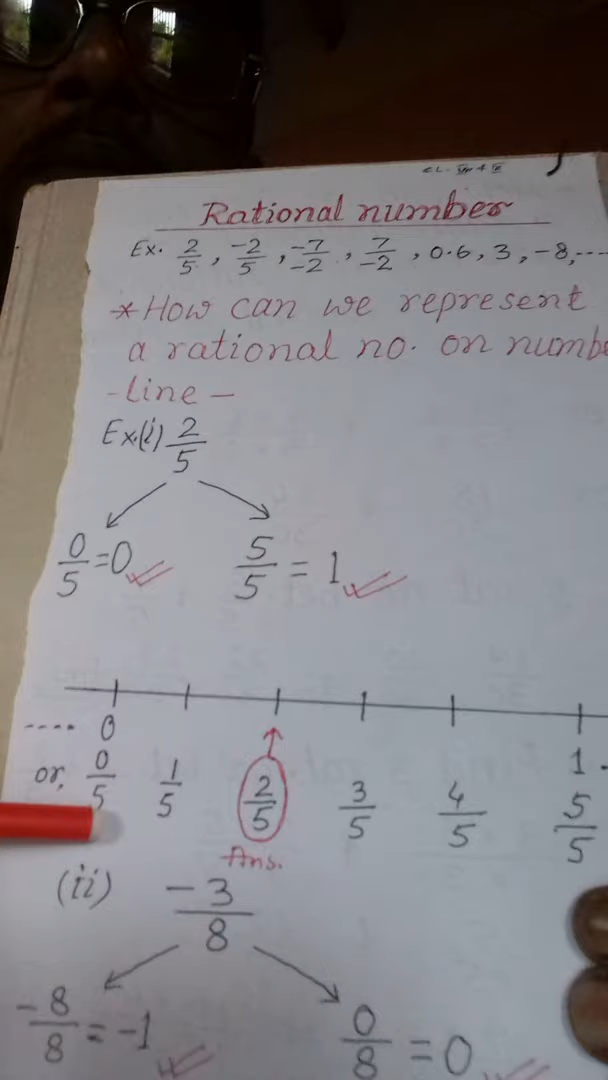 CL- VIII & IX
Rational number
Ex. 2/5, -2/5, -7/-2, 7/-2, 0.6, 3, -8,....
*How can we represent
a rational no. on numbe
-line-
Ex.(i) 2/5
0/5=0 5/5 = 1
.... 0 1
or, 0/5 1/5 2/5 3/5 4/5 5/5
Ans.
(ii) -3/8
-8/8 = -1 0/8 = 0